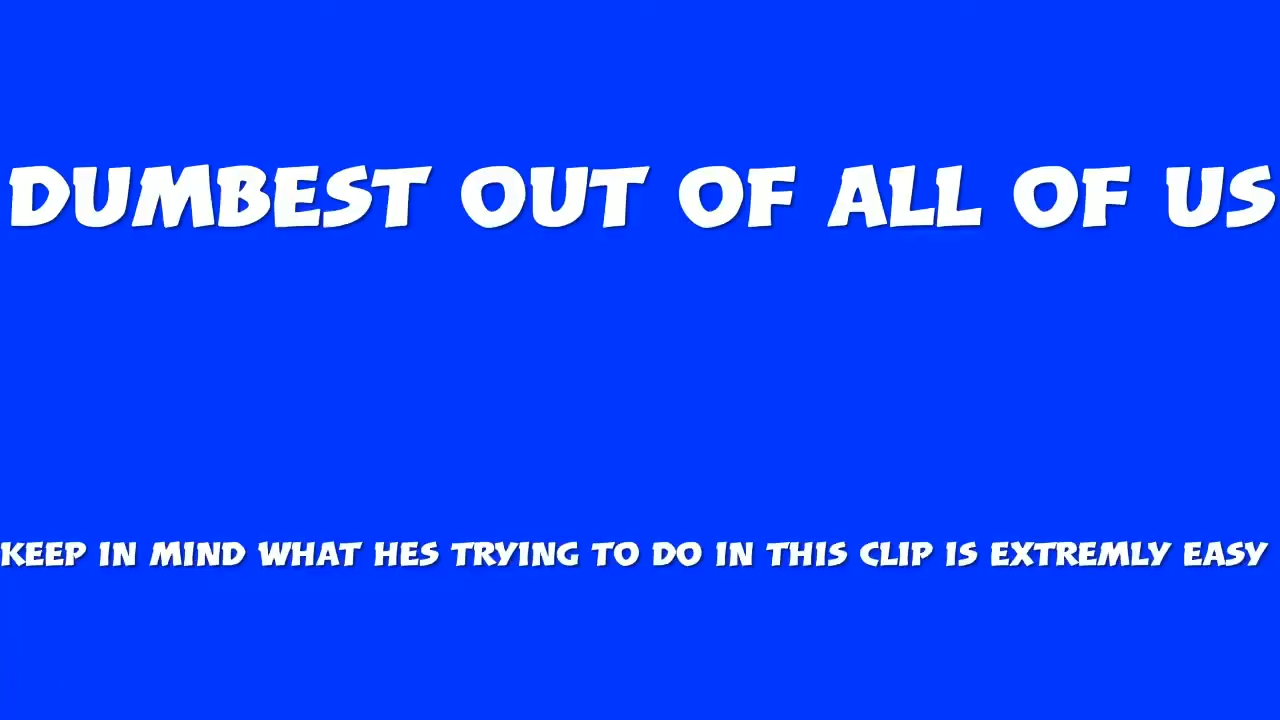 DUMBEST OUT OF ALL OF US
KEEP IN MIND WHAT HES TRYING TO DO IN THIS CLIP IS EXTREMLY EASY